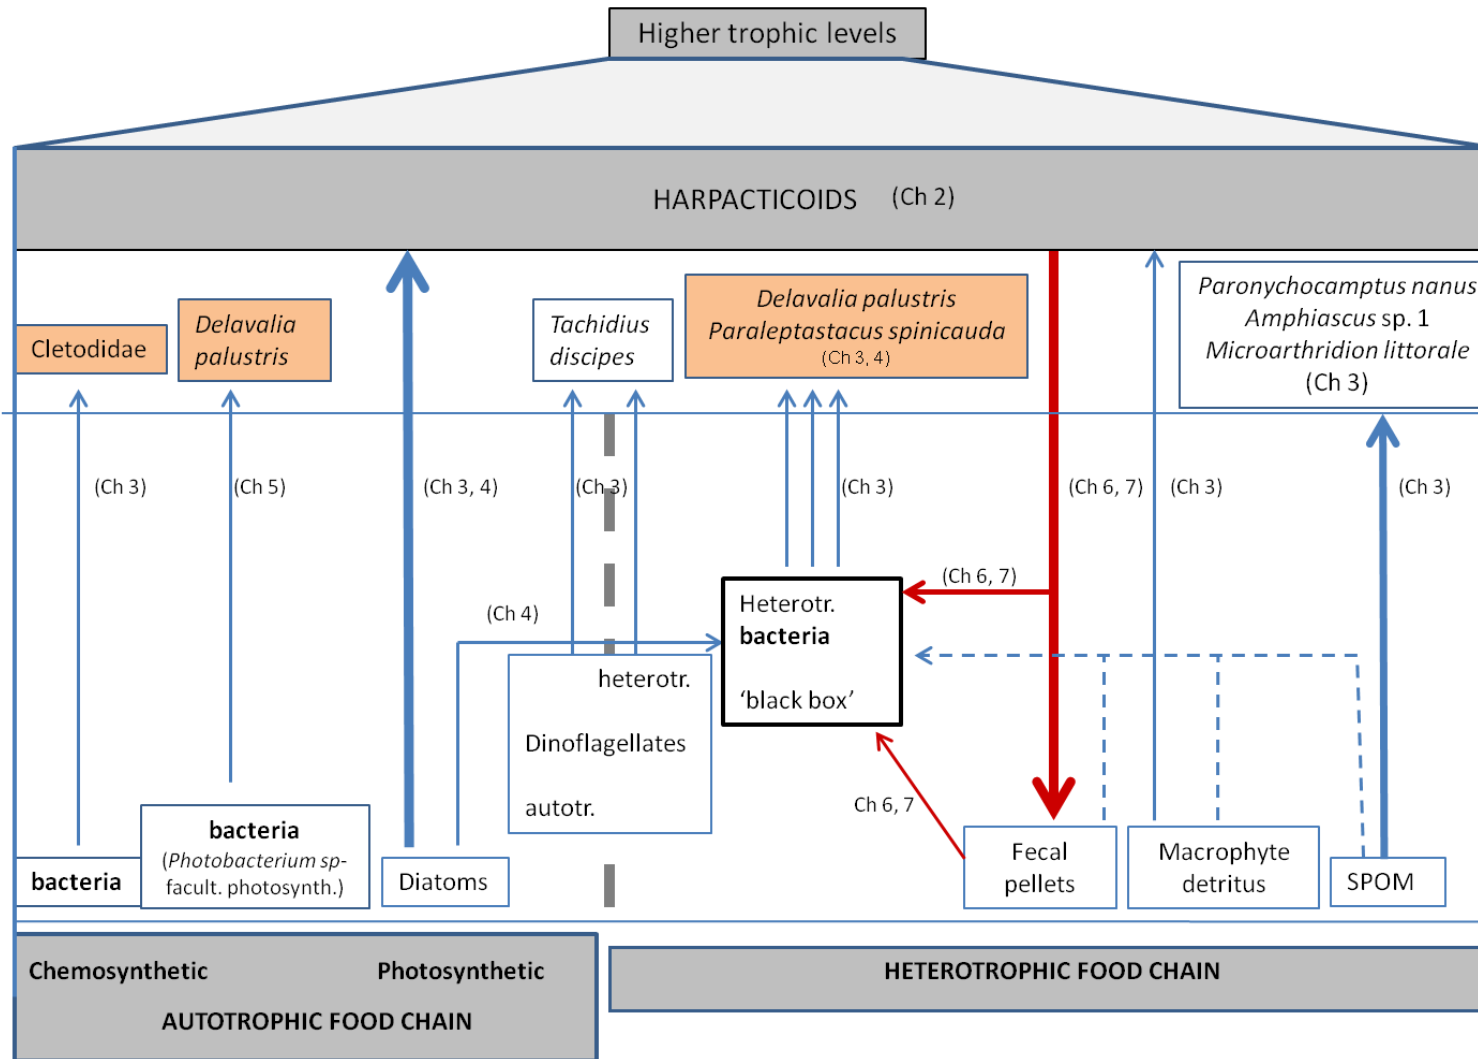 Higher trophic levels
HARPACTICOIDS (Ch 2)
Cletodidae
Delavalia
palustris
Tachidius
discipes
Delavalia palustris
Paraleptastacus spinicauda
(Ch 3, 4)
Paronychocamptus nanus
Amphiascus sp. 1
Microarthridion littorale
(Ch 3)
(Ch 3)
(Ch 5)
(Ch 3, 4)
(Ch 3)
(Ch 3)
(Ch 6, 7)
(Ch 3)
(Ch 3)
(Ch 6, 7)
(Ch 4)
Heterotr.
bacteria
'black box'
heterotr.
Dinoflagellates
autotr.
Ch 6, 7
bacteria
bacteria
(Photobacterium sp-
facult. photosynth.)
Diatoms
Fecal
pellets
Macrophyte
detritus
SPOM
Chemosynthetic
Photosynthetic
AUTOTROPHIC FOOD CHAIN
HETEROTROPHIC FOOD CHAIN